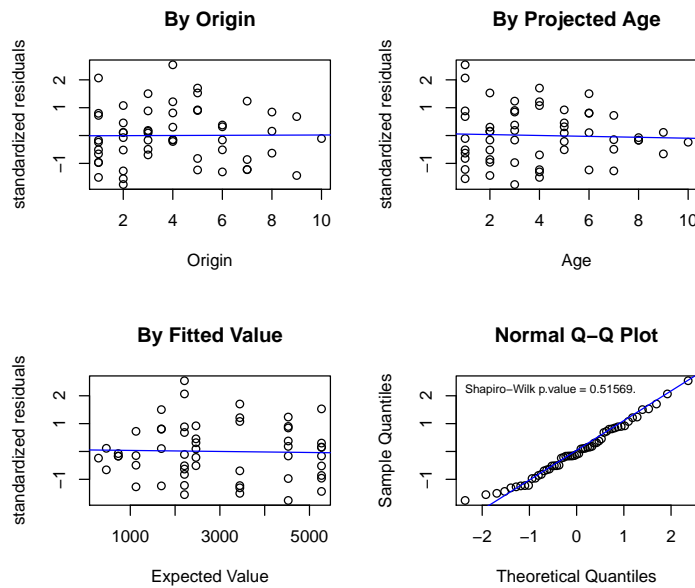 By Origin
standardized residuals
2
1
−1
2 4 6 8 10
Origin
By Projected Age
standardized residuals
2
1
−1
2 4 6 8 10
Age
By Fitted Value
standardized residuals
2
1
−1
1000 3000 5000
Expected Value
Normal Q−Q Plot
Sample Quantiles
2
1
−1
Shapiro−Wilk p.value = 0.51569.
−2 −1 0 1 2
Theoretical Quantiles